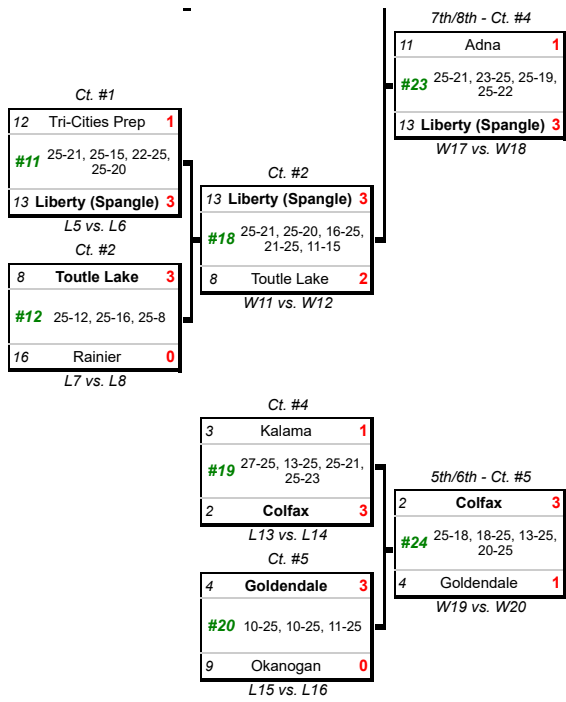 7th/8th - Ct. #4
11 Adna 1
#23 25-21, 23-25, 25-19,
25-22
13 Liberty (Spangle) 3
W17 vs. W18
Ct. #1
12 Tri-Cities Prep 1
#11 25-21, 25-15, 22-25,
25-20
13 Liberty (Spangle) 3
L5 vs. L6
Ct. #2
13 Liberty (Spangle) 3
#18 25-21, 25-20, 16-25,
21-25, 11-15
8 Toutle Lake 2
W11 vs. W12
Ct. #2
8 Toutle Lake 3
#12 25-12, 25-16, 25-8
16 Rainier 0
L7 vs. L8
Ct. #4
3 Kalama 1
#19 27-25, 13-25, 25-21,
25-23
2 Colfax 3
L13 vs. L14
5th/6th - Ct. #5
2 Colfax 3
#24 25-18, 18-25, 13-25,
20-25
4 Goldendale 1
W19 vs. W20
Ct. #5
4 Goldendale 3
#20 10-25, 10-25, 11-25
9 Okanogan 0
L15 vs. L16